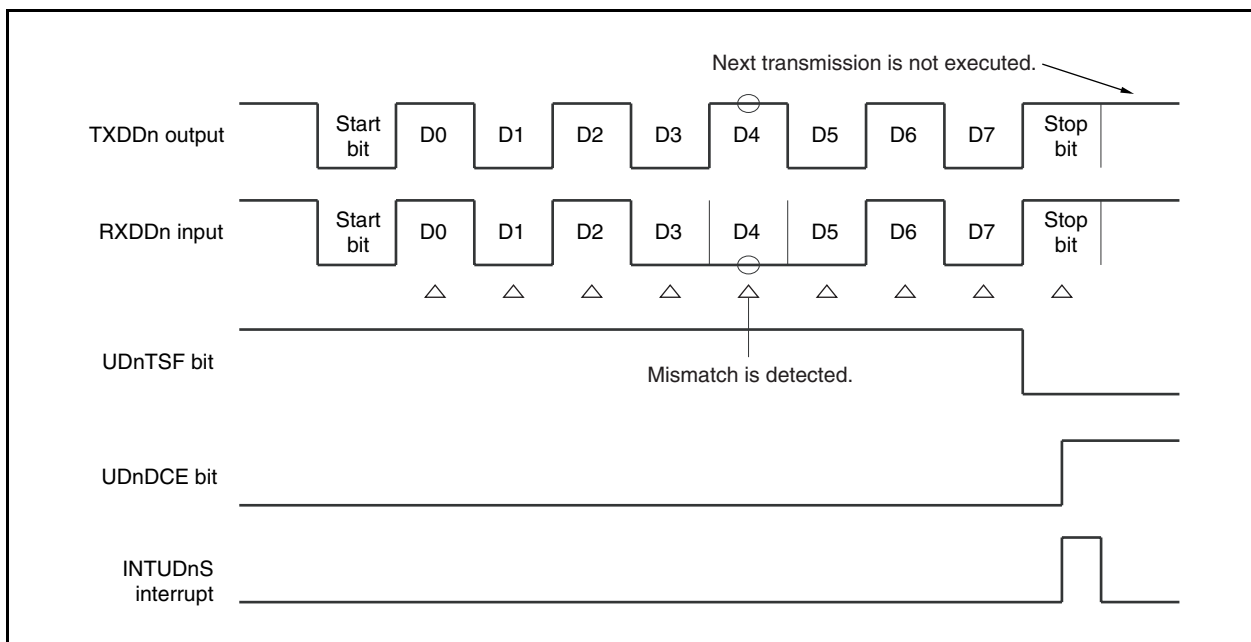 Next transmission is not executed.
TXDDn output
Start
bit
D0
D1
D2
D3
D4
D5
D6
D7
Stop
bit
RXDDn input
Start
bit
D0
D1
D2
D3
D4
D5
D6
D7
Stop
bit
UDnTSF bit
Mismatch is detected.
UDnDCE bit
INTUDnS
interrupt